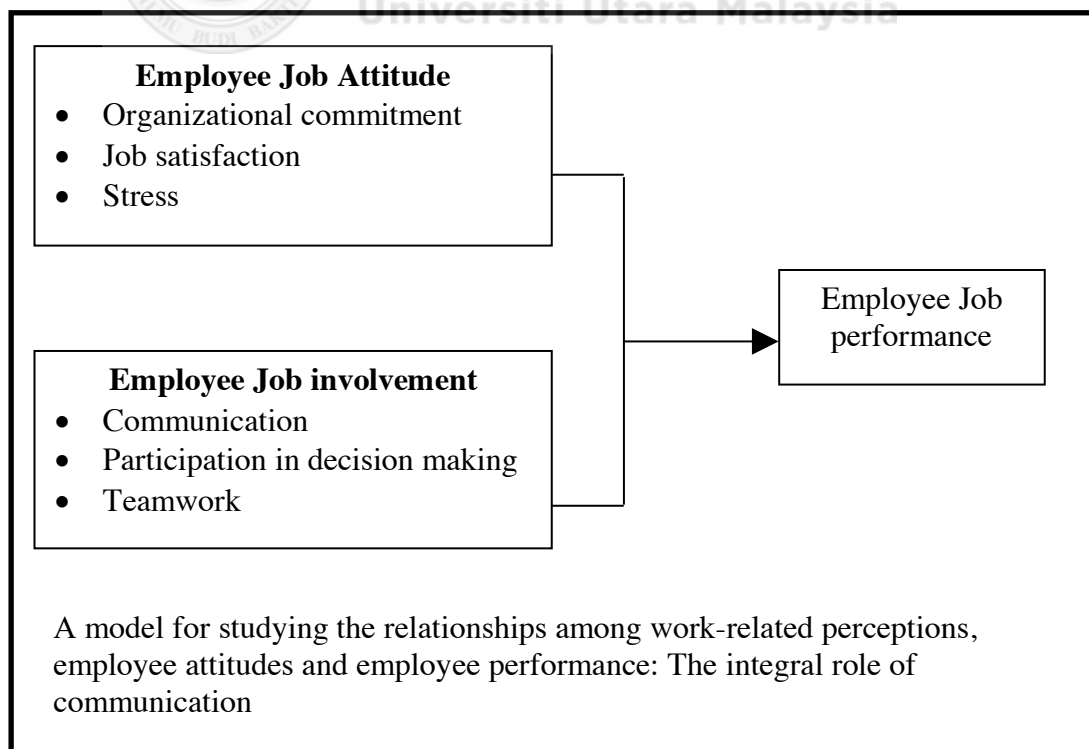 Universiti Utara Malaysia
BUDI BAK
Employee Job Attitude
• Organizational commitment
• Job satisfaction
• Stress
Employee Job
performance
Employee Job involvement
• Communication
• Participation in decision making
• Teamwork
A model for studying the relationships among work-related perceptions,
employee attitudes and employee performance: The integral role of
communication